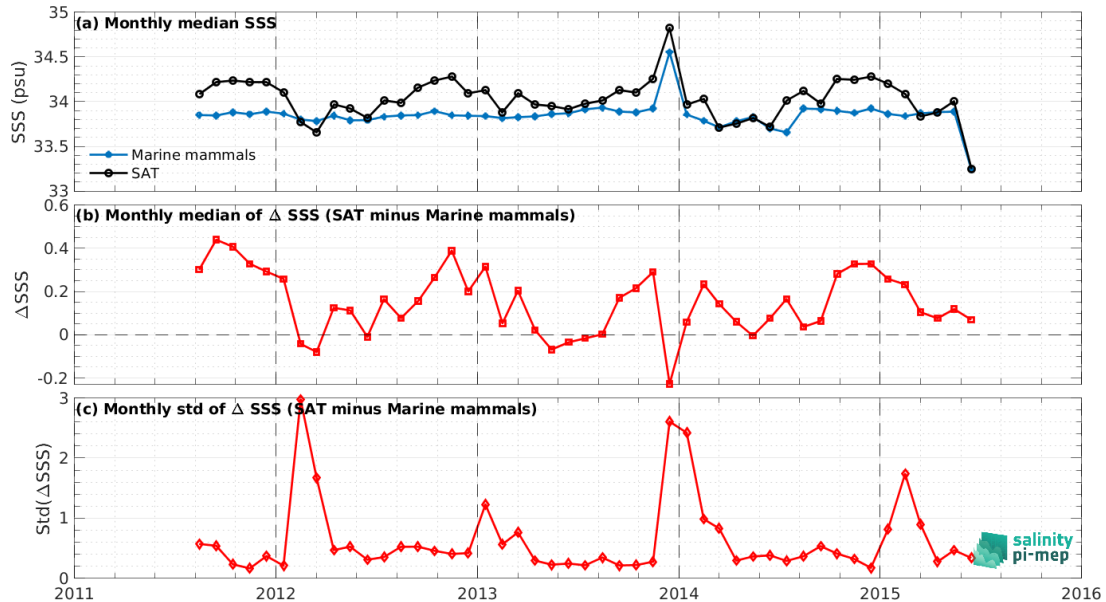 (a) Monthly median SSS
35
34.5
34
33.5
33
SSS (psu)
Marine mammals
SAT
(b) Monthly median of Δ SSS (SAT minus Marine mammals)
0.6
0.4
0.2
0
-0.2
ΔSSS
(c) Monthly std of Δ SSS (SAT minus Marine mammals)
3
2
1
0
Std(ΔSSS)
salinity
pi-mep
2011 2012 2013 2014 2015 2016